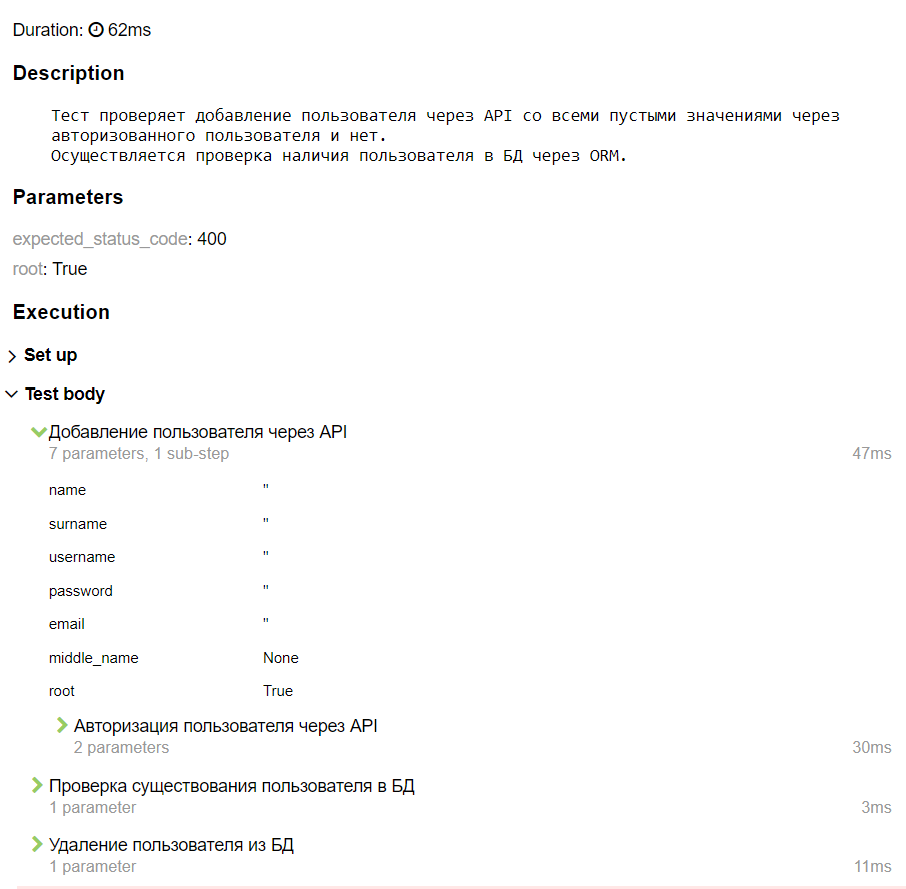 Duration: 62ms
Description
Тест проверяет добавление пользователя через API со всеми пустыми значениями через
авторизованного пользователя и нет.
Осуществляется проверка наличия пользователя в БД через ORM.
Parameters
expected_status_code: 400
root: True
Execution
Set up
Test body
Добавление пользователя через API
7 parameters, 1 sub-step 47ms
name ''
surname ''
username ''
password ''
email ''
middle_name None
root True
Авторизация пользователя через API
2 parameters 30ms
Проверка существования пользователя в БД
1 parameter 3ms
Удаление пользователя из БД
1 parameter 11ms